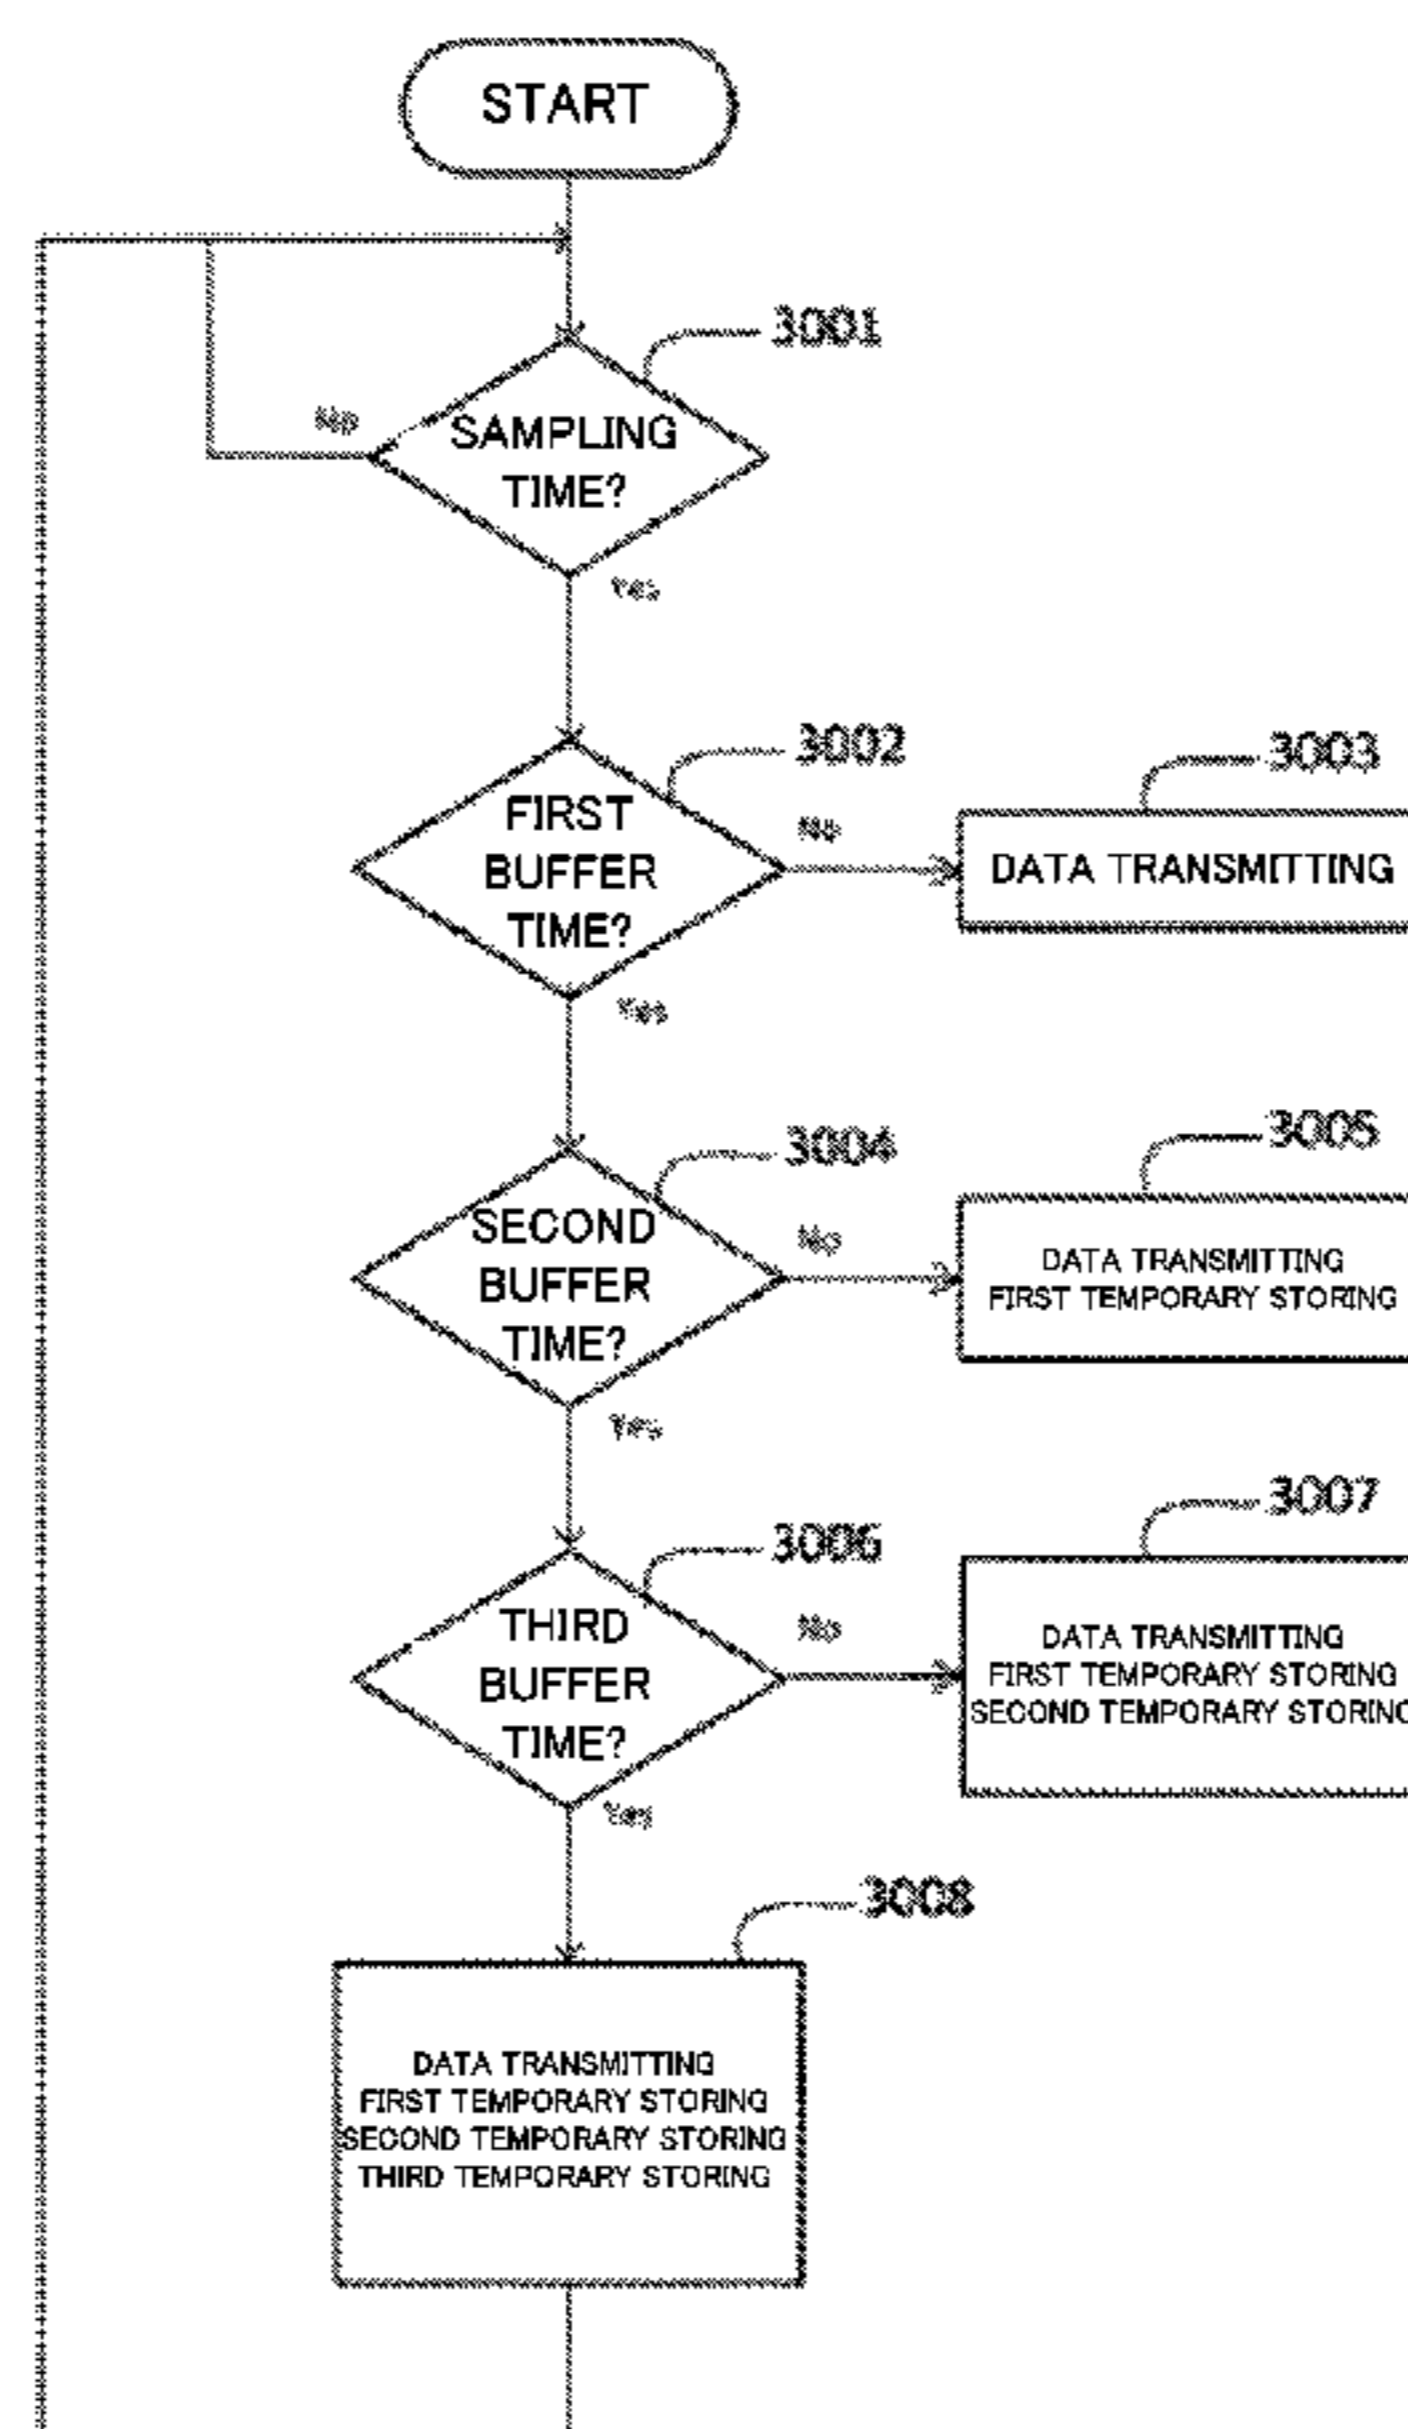 START
3001
No
SAMPLING
TIME?
Yes
3002
3003
FIRST
BUFFER
TIME?
No
DATA TRANSMITTING
Yes
3004
3005
SECOND
BUFFER
TIME?
No
DATA TRANSMITTING
FIRST TEMPORARY STORING
Yes
3006
3007
THIRD
BUFFER
TIME?
No
DATA TRANSMITTING
FIRST TEMPORARY STORING
SECOND TEMPORARY STORING
Yes
3008
DATA TRANSMITTING
FIRST TEMPORARY STORING
SECOND TEMPORARY STORING
THIRD TEMPORARY STORING